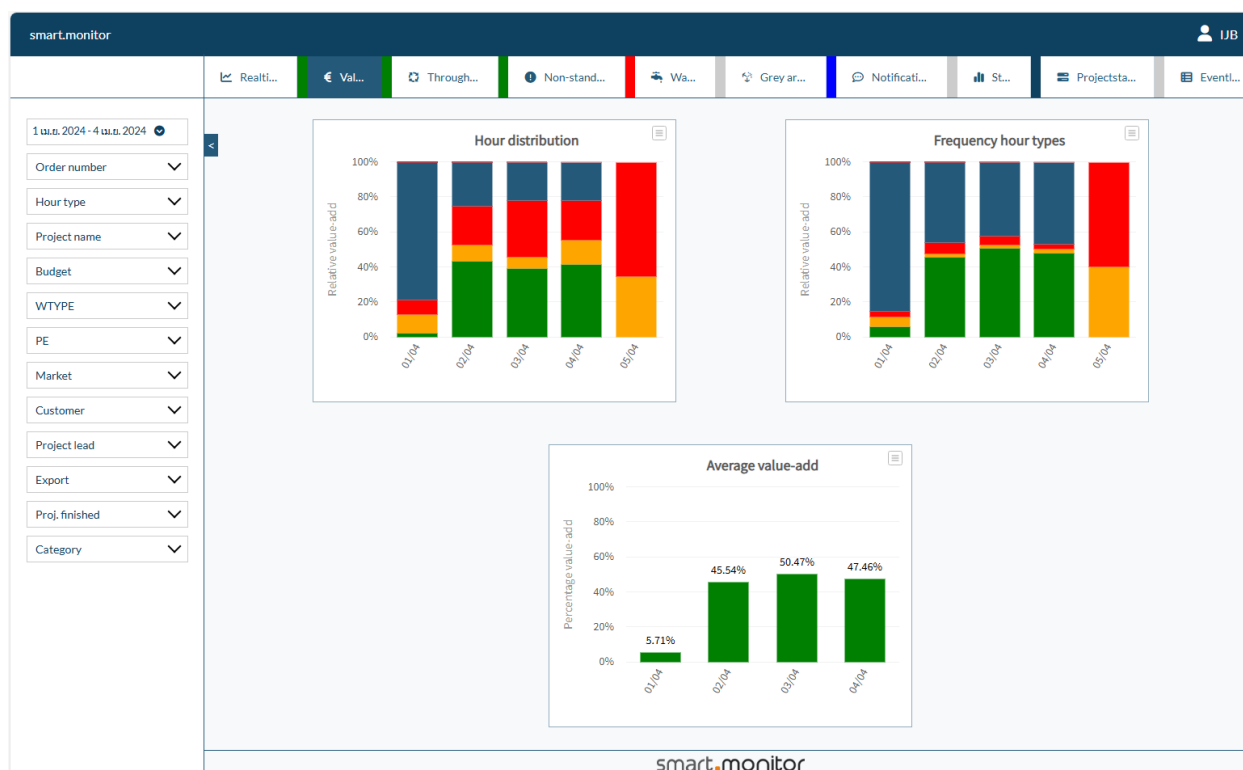 smart.monitor
IJB
Realti...
Val...
Through...
Non-stand...
Wa...
Grey ar...
Notificati...
St...
Projectsta...
Eventl...
1 เม.ย. 2024 - 4 เม.ย. 2024
Order number
Hour type
Project name
Budget
WTYPE
PE
Market
Customer
Project lead
Export
Proj. finished
Category
<
Hour distribution
Relative value-add
100%
80%
60%
40%
20%
0%
01/04
02/04
03/04
04/04
05/04
Frequency hour types
Relative value-add
100%
80%
60%
40%
20%
0%
01/04
02/04
03/04
04/04
05/04
Average value-add
Percentage value-add
100%
80%
60%
40%
20%
0%
5.71%
45.54%
50.47%
47.46%
01/04
02/04
03/04
04/04
smart.monitor